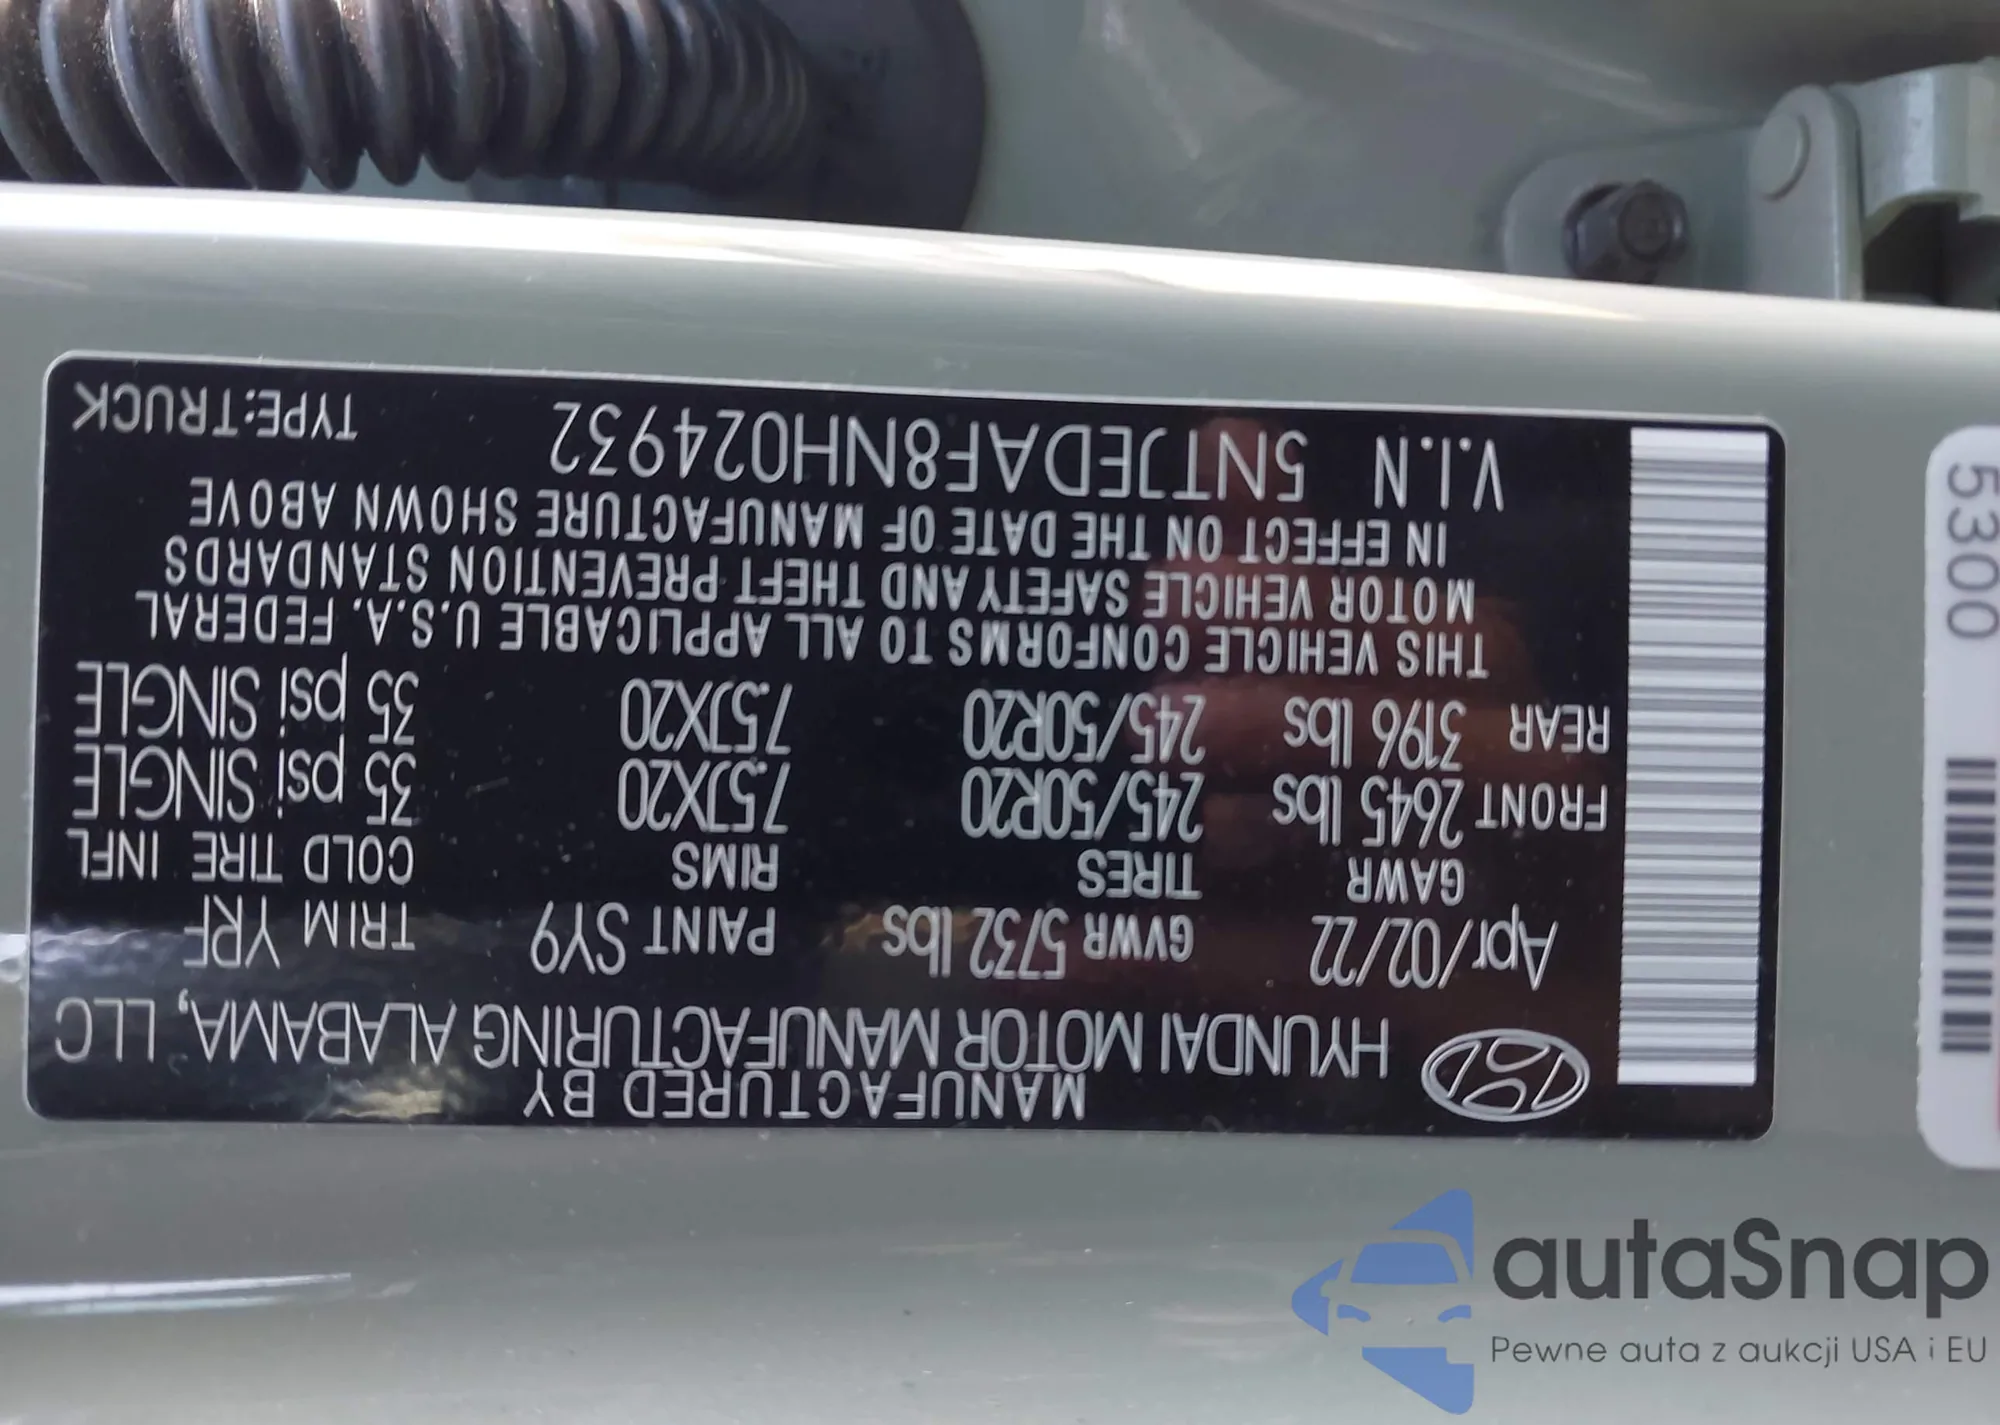 MANUFACTURED BY
HYUNDAI MOTOR MANUFACTURING ALABAMA, LLC
Apr/02/22 GVWR 5732 lbs PAINT SY9 TRIM YRF
GAWR TIRES RIMS COLD TIRE INFL
FRONT 2645 lbs 245/50R20 7.5JX20 35 psi SINGLE
REAR 3196 lbs 245/50R20 7.5JX20 35 psi SINGLE
THIS VEHICLE CONFORMS TO ALL APPLICABLE U.S.A. FEDERAL
MOTOR VEHICLE SAFETY AND THEFT PREVENTION STANDARDS
IN EFFECT ON THE DATE OF MANUFACTURE SHOWN ABOVE
V.I.N 5NTJEDAF8NH024932 TYPE:TRUCK
5300
autaSnap
Pewne auta z aukcji USA i EU